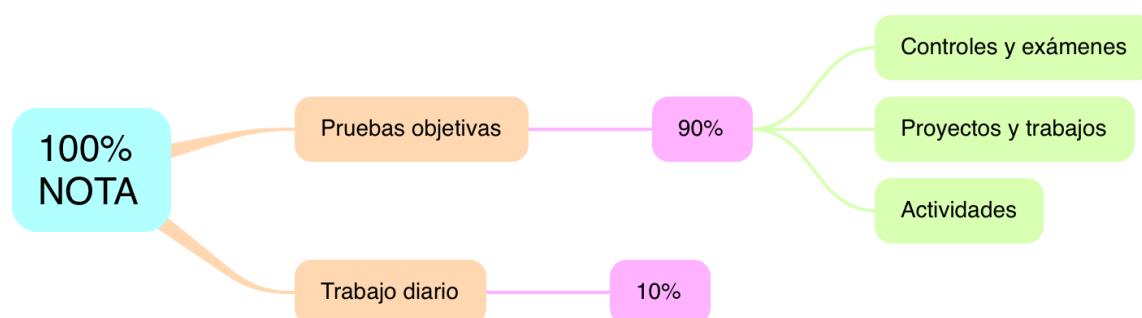 100%
NOTA
Pruebas objetivas
90%
Controles y exámenes
Proyectos y trabajos
Actividades
Trabajo diario
10%